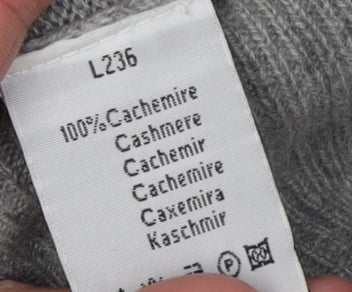 L236
100%Cachemire
Cashmere
Cachemir
Cachemire
Caxemira
Kaschmir
P